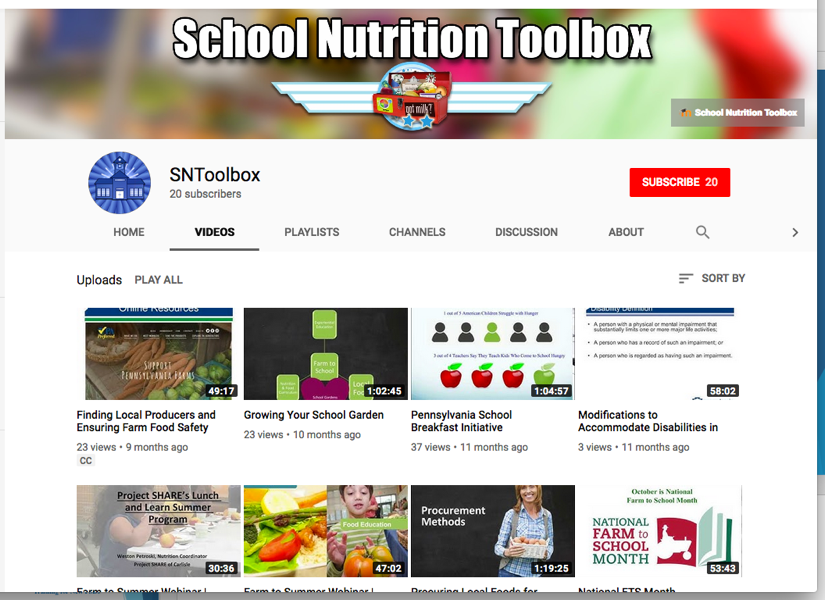 School Nutrition Toolbox
got milk?
School Nutrition Toolbox
SNToolbox
20 subscribers
SUBSCRIBE 20
HOME VIDEOS PLAYLISTS CHANNELS DISCUSSION ABOUT
Uploads PLAY ALL SORT BY
Online Resources
SUPPORT
PENNSYLVANIA FARMS
49:17
Farm to
School
Local
School Gardens
1:02:45
1 out of 5 American Children Struggle with Hunger
3 out of 4 Teachers Say They Teach Kids Who Come to School Hungry
1:04:57
Disability Definition
• A person with a physical or mental impairment that
substantially limits one or more major life activities;
• A person who has a record of such an impairment; or
• A person who is regarded as having such an impairment.
58:02
Finding Local Producers and
Ensuring Farm Food Safety
23 views • 9 months ago
CC
Growing Your School Garden
23 views • 10 months ago
Pennsylvania School
Breakfast Initiative
37 views • 11 months ago
Modifications to
Accommodate Disabilities in
3 views • 11 months ago
Project SHARE's Lunch
and Learn Summer
Program
Weston Petroski, Nutrition Coordinator
Project SHARE of Carlisle
30:36
Food Education
47:02
Procurement
Methods
1:19:25
October is National
Farm to School Month
NATIONAL
FARM to
SCHOOL
MONTH
53:43
Farm to Summer Webinar |
Farm to Summer Webinar |
Procuring Local Foods for
National FTS Month